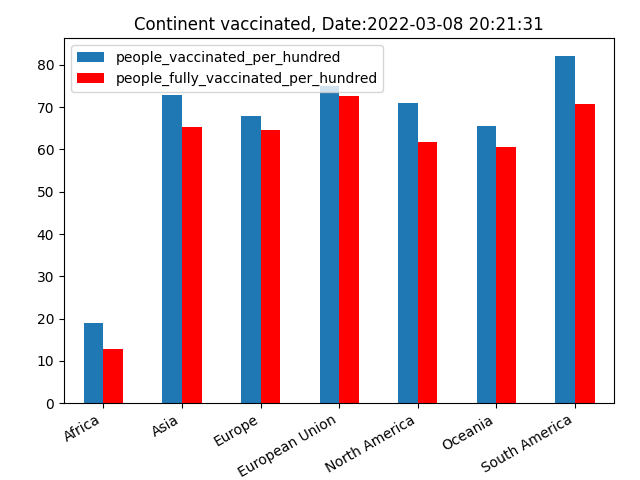 Continent vaccinated, Date:2022-03-08 20:21:31
people_vaccinated_per_hundred
people_fully_vaccinated_per_hundred
80
70
60
50
40
30
20
10
0
Africa
Asia
Europe
European Union
North America
Oceania
South America